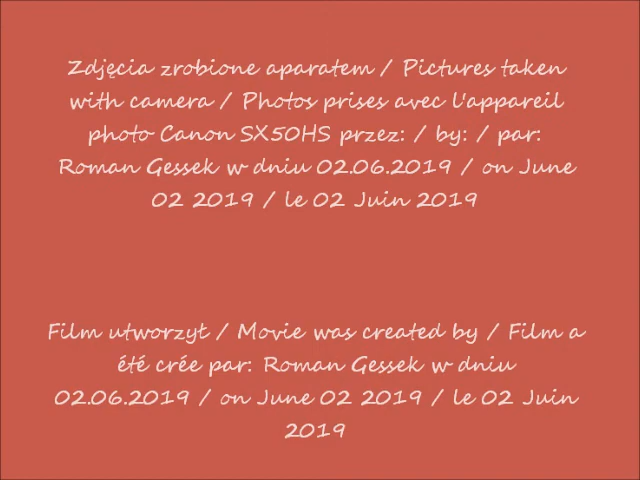 Zdjęcia zrobione aparatem / Pictures taken
with camera / Photos prises avec l'appareil
photo Canon SX50HS przez: / by: / par:
Roman Gessek w dniu 02.06.2019 / on June
02 2019 / le 02 Juin 2019
Film utworzył / Movie was created by / Film a
été crée par: Roman Gessek w dniu
02.06.2019 / on June 02 2019 / le 02 Juin
2019